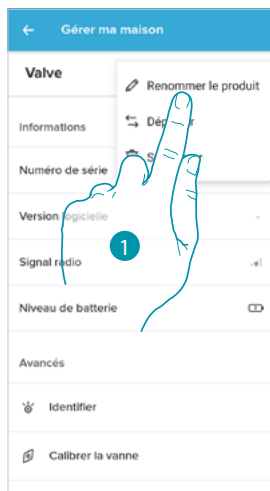 Gérer ma maison
Valve
Renommer le produit
Informations
Numéro de série
Version logicielle
-
Signal radio
1
Niveau de batterie
Avancés
Identifier
Calibrer la vanne